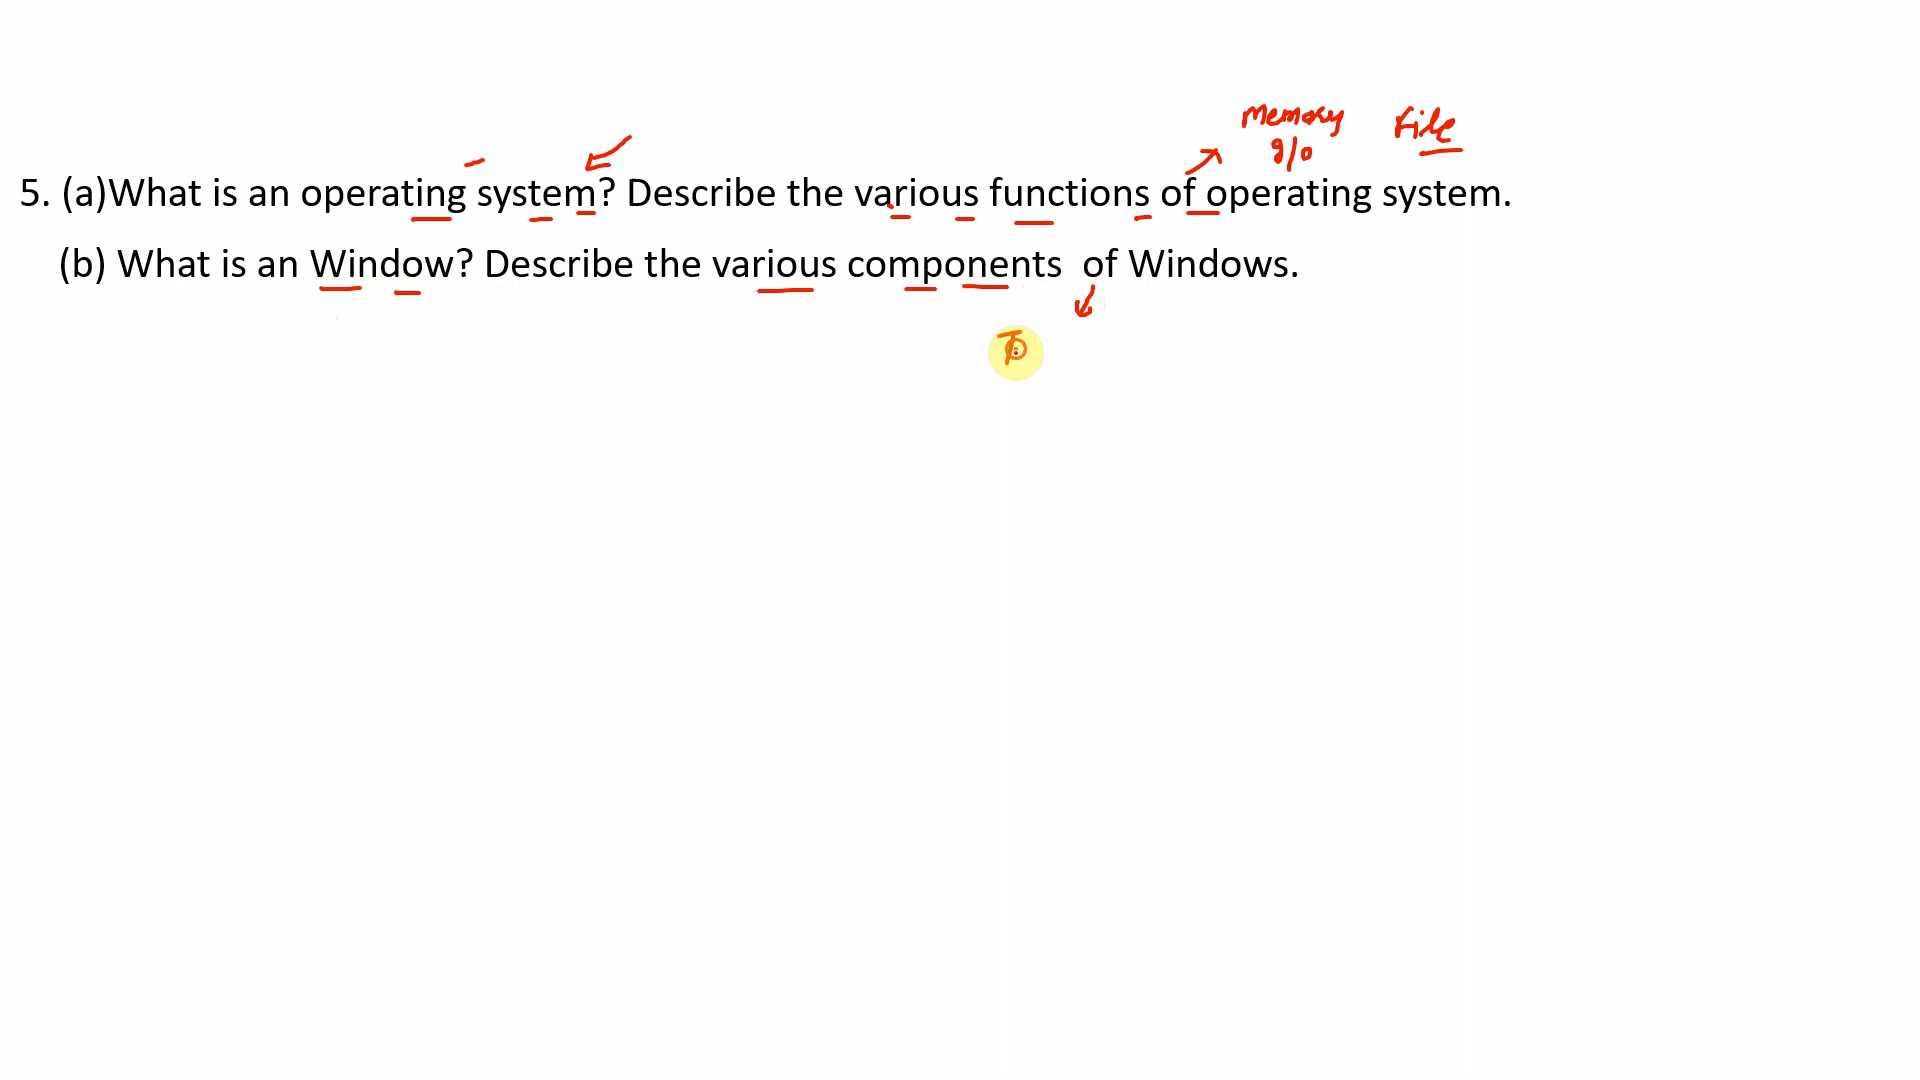 Memory File
I/O
5. (a)What is an operating system? Describe the various functions of operating system.
(b) What is an Window? Describe the various components of Windows.
To